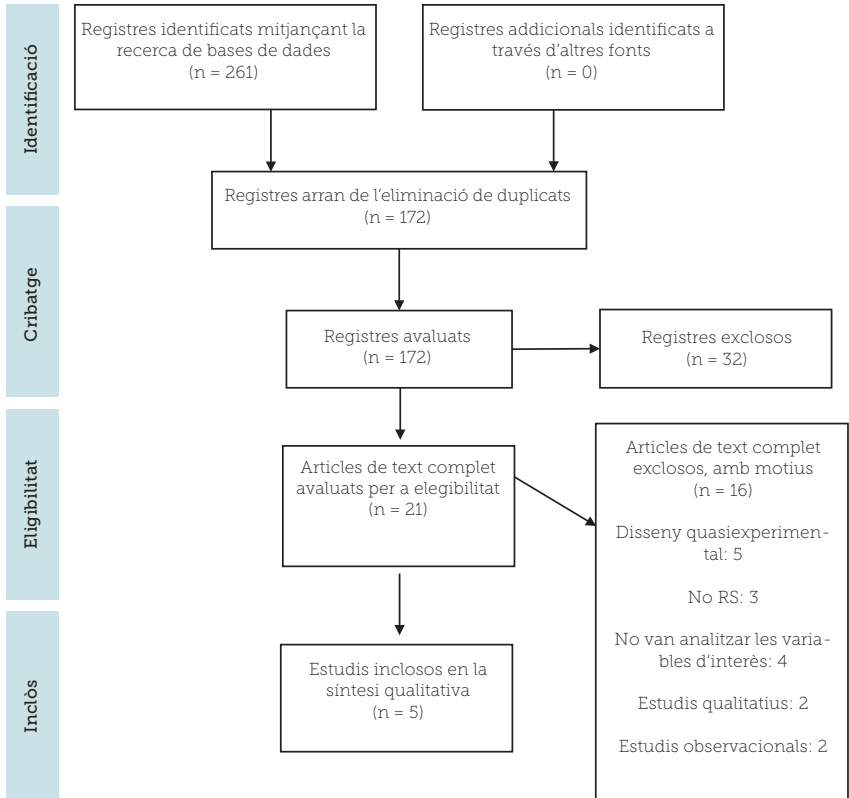 Identificació
Registres identificats mitjançant la
recerca de bases de dades
(n = 261)
Registres addicionals identificats a
través d’altres fonts
(n = 0)
Registres arran de l’eliminació de duplicats
(n = 172)
Cribatge
Registres avaluats
(n = 172)
Registres exclosos
(n = 32)
Eligibilitat
Articles de text complet
avaluats per a elegibilitat
(n = 21)
Articles de text complet
exclosos, amb motius
(n = 16)
Disseny quasiexperimen-
tal: 5
No RS: 3
No van analitzar les varia-
bles d’interès: 4
Estudis qualitatius: 2
Estudis observacionals: 2
Inclòs
Estudis inclosos en la
síntesi qualitativa
(n = 5)